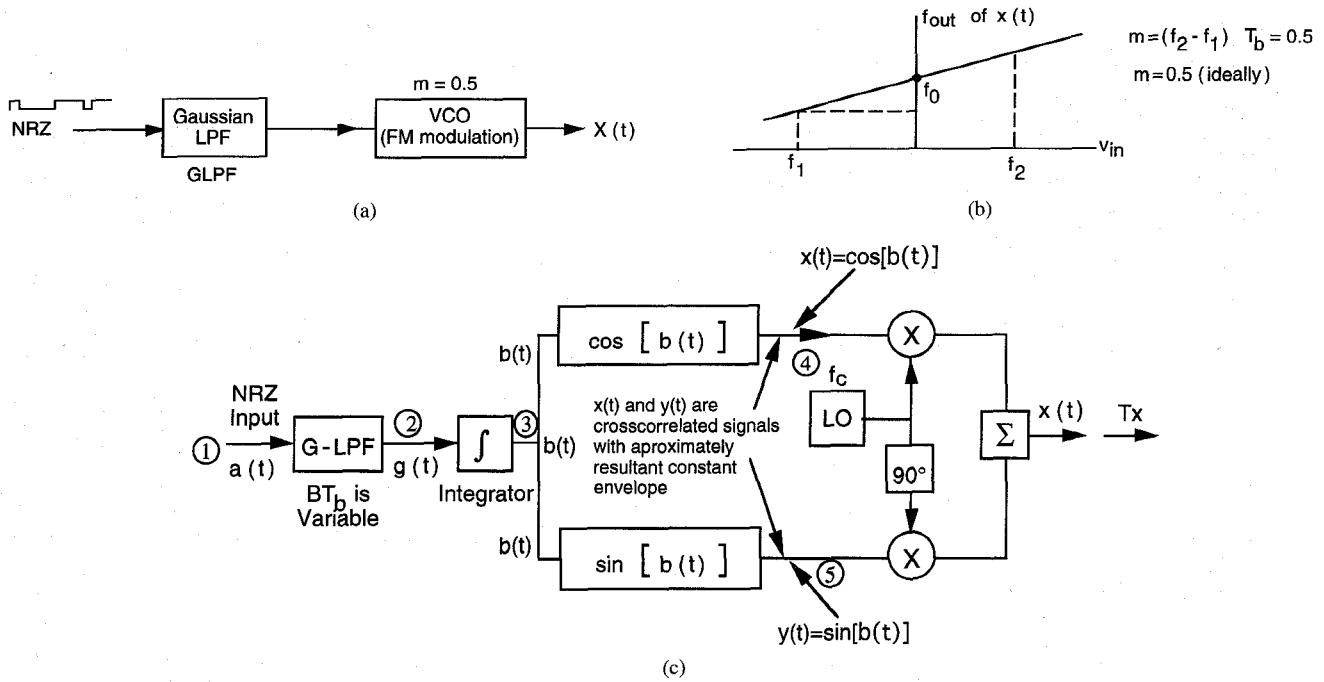 NRZ
Gaussian
LPF
GLPF
m = 0.5
VCO
(FM modulation)
X (t)
(a)
fout of x (t)
f0
f1
f2
vin
m = (f2 - f1) Tb = 0.5
m = 0.5 (ideally)
(b)
NRZ
Input
1
a (t)
G - LPF
BTb is
Variable
2
g (t)
∫
Integrator
3
b(t)
b(t)
b(t)
cos [ b (t) ]
sin [ b (t) ]
x(t)=cos[b(t)]
4
x(t) and y(t) are
crosscorrelated signals
with aproximately
resultant constant
envelope
5
y(t)=sin[b(t)]
fc
LO
90°
X
X
Σ
x (t)
Tx
(c)